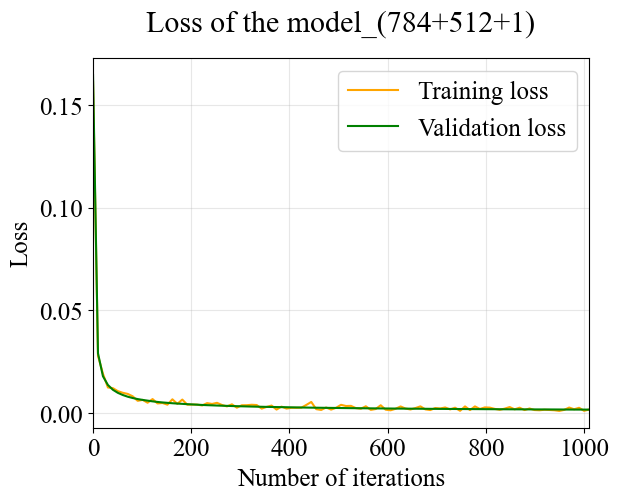 Loss of the model_(784+512+1)
Training loss
Validation loss
0.15
0.10
0.05
0.00
Loss
0 200 400 600 800 1000
Number of iterations